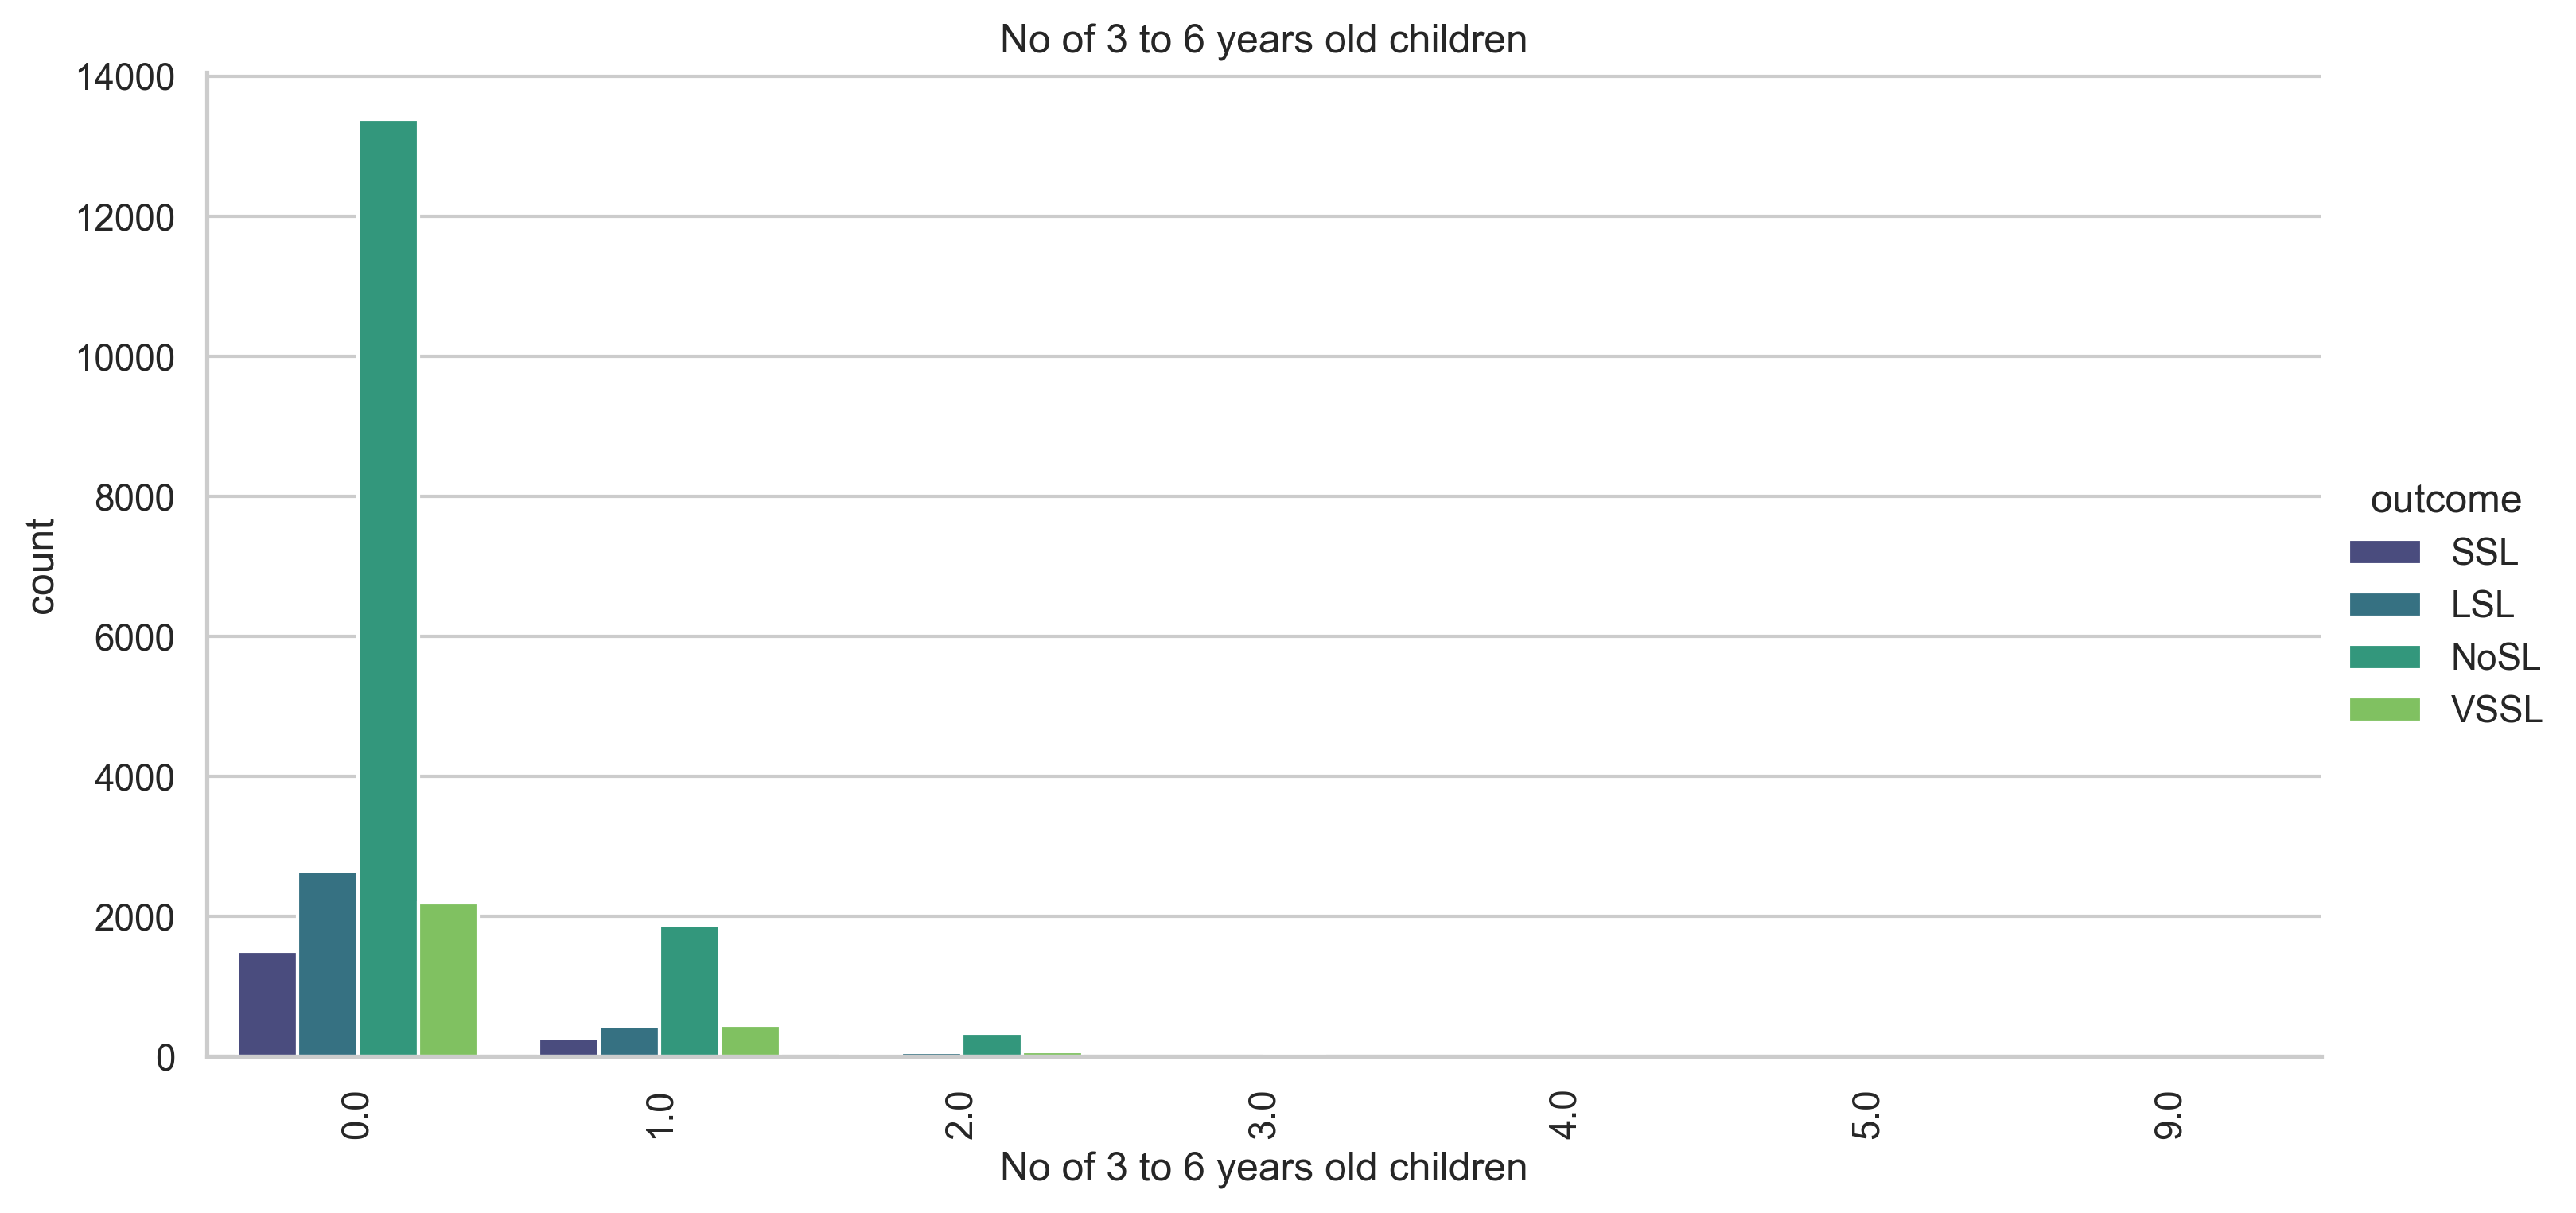 No of 3 to 6 years old children
14000
12000
10000
8000
6000
4000
2000
0
count
0.0
1.0
2.0
3.0
4.0
5.0
9.0
No of 3 to 6 years old children
outcome
SSL
LSL
NoSL
VSSL